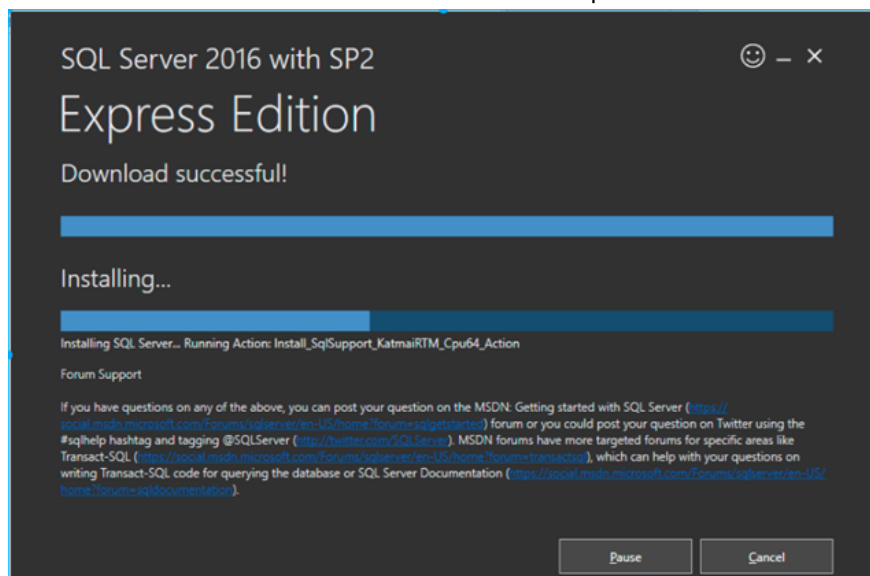 SQL Server 2016 with SP2
Express Edition
Download successful!
Installing...
Installing SQL Server... Running Action: Install_SqlSupport_KatmaiRTM_Cpu64_Action
Forum Support
If you have questions on any of the above, you can post your question on the MSDN: Getting started with SQL Server (https://
social.msdn.microsoft.com/Forums/sqlserver/en-US/home?forum=sqlgetstarted) forum or you could post your question on Twitter using the
#sqlhelp hashtag and tagging @SQLServer (http://twitter.com/SQLServer). MSDN forums have more targeted forums for specific areas like
Transact-SQL (https://social.msdn.microsoft.com/Forums/sqlserver/en-US/home?forum=transactsql), which can help with your questions on
writing Transact-SQL code for querying the database or SQL Server Documentation (https://social.msdn.microsoft.com/Forums/sqlserver/en-US/
home?forum=sqldocumentation).
Pause Cancel